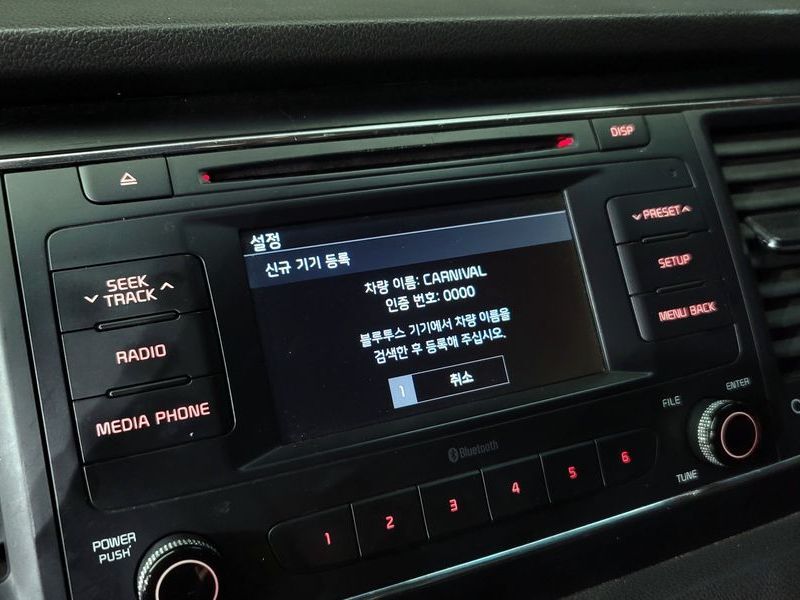 DISP
SEEK
TRACK
RADIO
MEDIA PHONE
설정
신규 기기 등록
차량 이름: CARNIVAL
인증 번호: 0000
블루투스 기기에서 차량 이름을
검색한 후 등록해 주십시오.
1 취소
PRESET
SETUP
MENU BACK
Bluetooth
FILE
ENTER
TUNE
1 2 3 4 5 6
POWER
PUSH